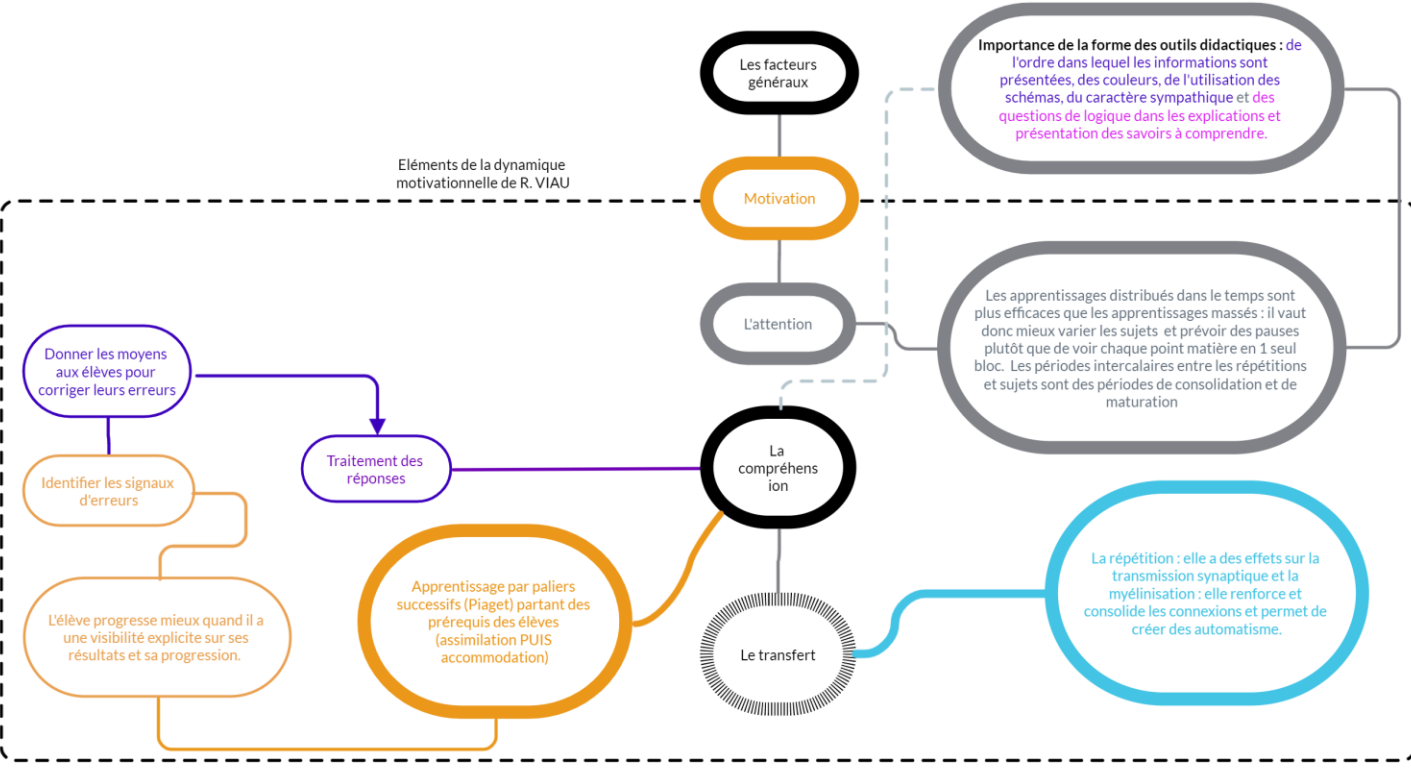 Les facteurs
généraux
Importance de la forme des outils didactiques : de
l'ordre dans lequel les informations sont
présentées, des couleurs, de l'utilisation des
schémas, du caractère sympathique et des
questions de logique dans les explications et
présentation des savoirs à comprendre.
Eléments de la dynamique
motivationnelle de R. VIAU
Motivation
L'attention
Les apprentissages distribués dans le temps sont
plus efficaces que les apprentissages massés : il vaut
donc mieux varier les sujets et prévoir des pauses
plutôt que de voir chaque point matière en 1 seul
bloc. Les périodes intercalaires entre les répétitions
et sujets sont des périodes de consolidation et de
maturation
Donner les moyens
aux élèves pour
corriger leurs erreurs
Traitement des
réponses
La
compréhens
ion
Identifier les signaux
d'erreurs
L'élève progresse mieux quand il a
une visibilité explicite sur ses
résultats et sa progression.
Apprentissage par paliers
successifs (Piaget) partant des
prérequis des élèves
(assimilation PUIS
accommodation)
Le transfert
La répétition : elle a des effets sur la
transmission synaptique et la
myélinisation : elle renforce et
consolide les connexions et permet de
créer des automatisme.